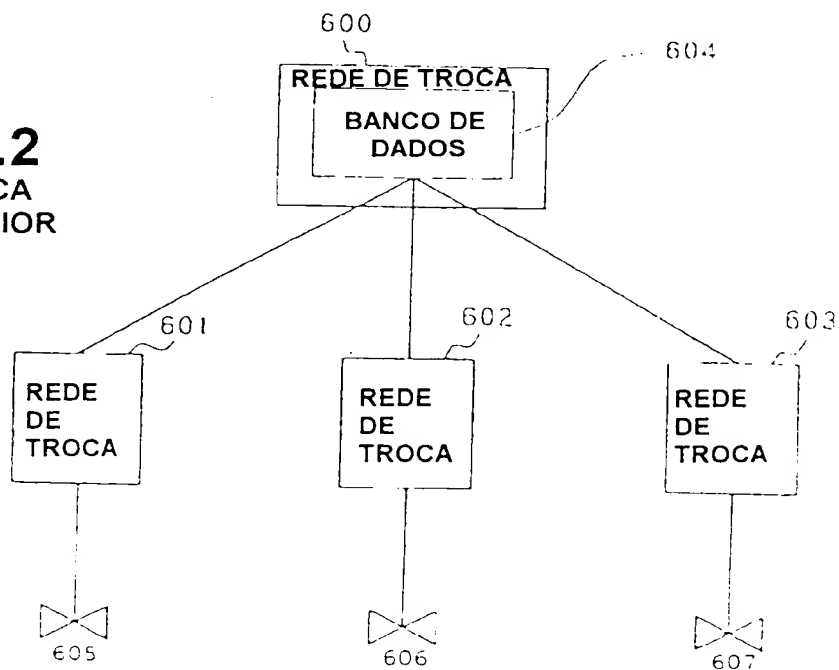 600
604
REDE DE TROCA
BANCO DE
DADOS
.2
CA
RIOR
601
602
603
REDE
DE
TROCA
REDE
DE
TROCA
REDE
DE
TROCA
605
606
607